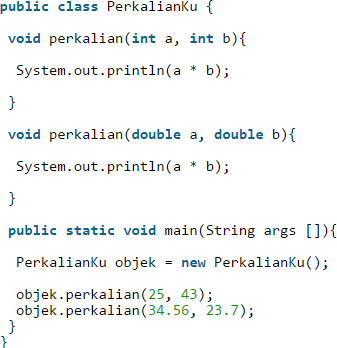 public class PerkalianKu {
void perkalian(int a, int b){
System.out.println(a * b);
}
void perkalian(double a, double b){
System.out.println(a * b);
}
public static void main(String args []){
PerkalianKu objek = new PerkalianKu();
objek.perkalian(25, 43);
objek.perkalian(34.56, 23.7);
}
}